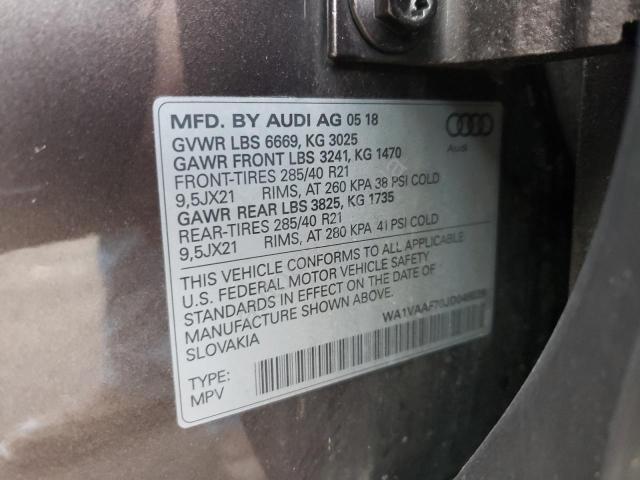 MFD. BY AUDI AG 05 18
GVWR LBS 6669, KG 3025
GAWR FRONT LBS 3241, KG 1470
FRONT-TIRES 285/40 R21
9,5JX21 RIMS, AT 260 KPA 38 PSI COLD
GAWR REAR LBS 3825, KG 1735
REAR-TIRES 285/40 R21
9,5JX21 RIMS, AT 280 KPA 41 PSI COLD
Audi
THIS VEHICLE CONFORMS TO ALL APPLICABLE
U.S. FEDERAL MOTOR VEHICLE SAFETY
STANDARDS IN EFFECT ON THE DATE OF
MANUFACTURE SHOWN ABOVE.
SLOVAKIA
TYPE:
MPV